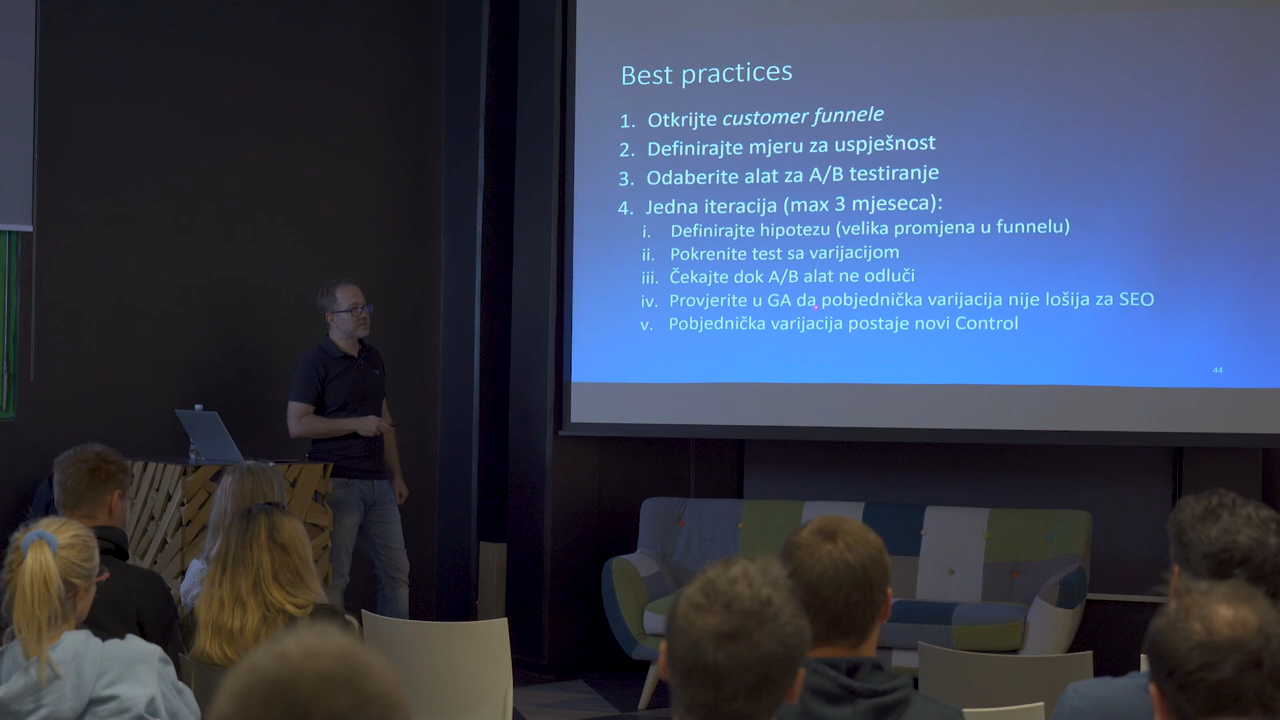 Best practices
1. Otkrijte customer funnele
2. Definirajte mjeru za uspješnost
3. Odaberite alat za A/B testiranje
4. Jedna iteracija (max 3 mjeseca):
i. Definirajte hipotezu (velika promjena u funnelu)
ii. Pokrenite test sa varijacijom
iii. Čekajte dok A/B alat ne odluči
iv. Provjerite u GA da pobjednička varijacija nije lošija za SEO
v. Pobjednička varijacija postaje novi Control
44